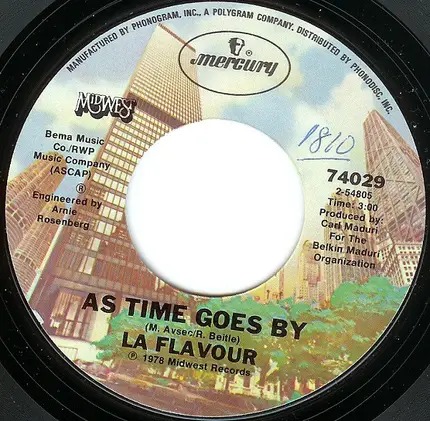 MANUFACTURED BY PHONOGRAM, INC., A POLYGRAM COMPANY. DISTRIBUTED BY PHONODISC, INC.
mercury
MIDWEST
Bema Music
Co./RWP
Music Company
(ASCAP)
Ⓡ
Engineered by
Arnie
Rosenberg
1810
74029
2-54805
Time: 3:00
Produced by:
Carl Maduri
For The
Belkin Maduri
Organization
AS TIME GOES BY
(M. Avsec/R. Beitle)
LA FLAVOUR
℗ 1978 Midwest Records